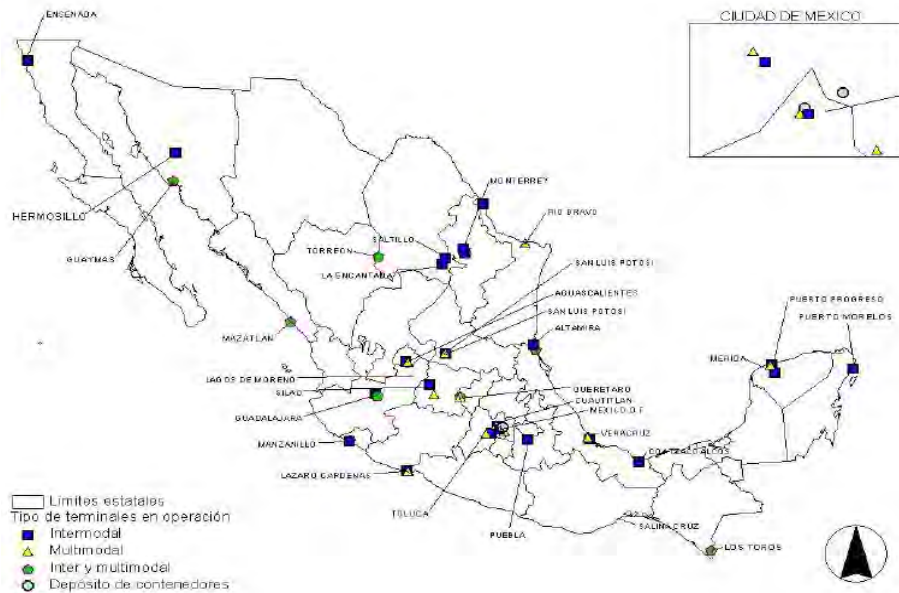 ENSENADA
CIUDAD DE MEXICO
MONTERREY
RIO BRAVO
HERMOSILLO
GUAYMAS
TORREON
SALTILLO
LA ENCANTADA
SAN LUIS POTOSI
AGUASCALIENTES
SAN LUIS POTOSI
ALTAMIRA
PUERTO PROGRESO
PUERTO MORELOS
MAZATLAN
MERIDA
LAGOS DE MORENO
SILAO
QUERETARO
CUAUTITLAN
MEXICO D.F
GUADALAJARA
MANZANILLO
VERACRUZ
COATZACOALCOS
LAZARO CARDENAS
TOLUCA
PUEBLA
SALINA CRUZ
LOS TOROS
Límites estatales
Tipo de terminales en operación
Intermodal
Multimodal
Inter y multimodal
Depósito de contenedores